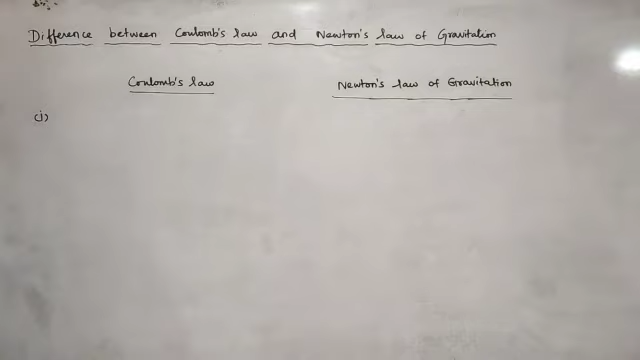 Difference between Coulomb's law and Newton's law of Gravitation
Coulomb's law Newton's law of Gravitation
(i)